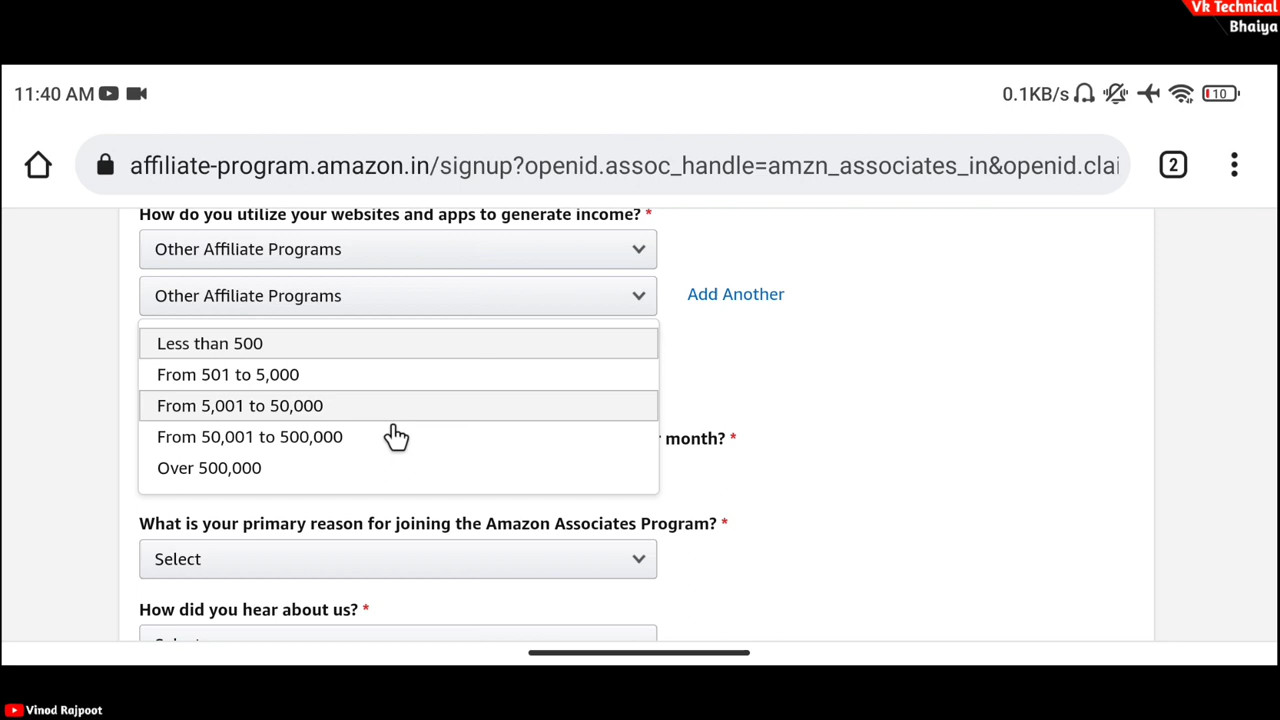 Vk Technical
Bhaiya
11:40 AM 0.1KB/s 10
affiliate-program.amazon.in/signup?openid.assoc_handle=amzn_associates_in&openid.clai
2
How do you utilize your websites and apps to generate income? *
Other Affiliate Programs
Other Affiliate Programs
Add Another
Less than 500
From 501 to 5,000
From 5,001 to 50,000
From 50,001 to 500,000
month? *
Over 500,000
What is your primary reason for joining the Amazon Associates Program? *
Select
How did you hear about us? *
Vinod Rajpoot